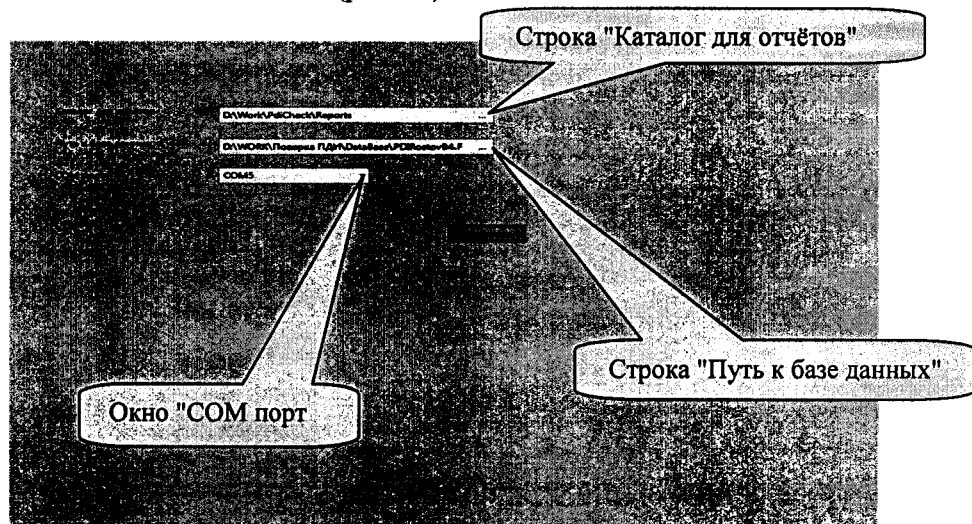 Строка "Каталог для отчётов"
D:\Work\PdiCheck\Reports ...
D:\WORK\Поверка ПДИ\DataBase\PDIRostovB4.F ...
COM5
Строка "Путь к базе данных"
Окно "COM порт